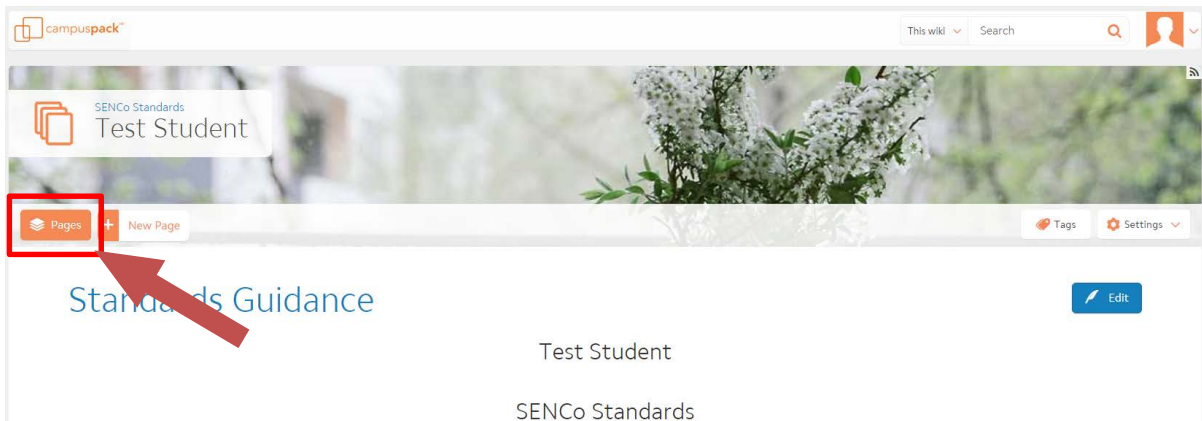 campuspack™
This wiki Search
SENCo Standards
Test Student
Pages + New Page Tags Settings
Standards Guidance Edit
Test Student
SENCo Standards